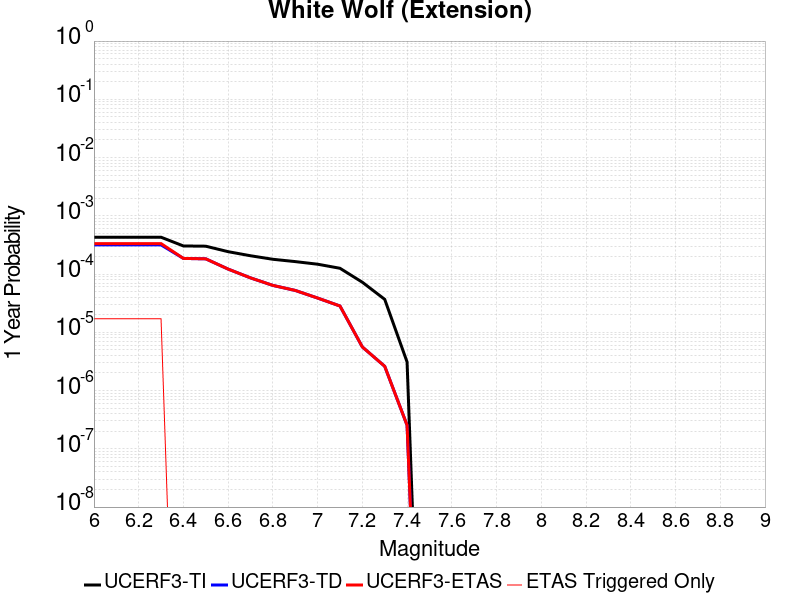 White Wolf (Extension)
10^0
10^-1
10^-2
10^-3
10^-4
10^-5
10^-6
10^-7
10^-8
1 Year Probability
6 6.2 6.4 6.6 6.8 7 7.2 7.4 7.6 7.8 8 8.2 8.4 8.6 8.8 9
Magnitude
UCERF3-TI UCERF3-TD UCERF3-ETAS ETAS Triggered Only